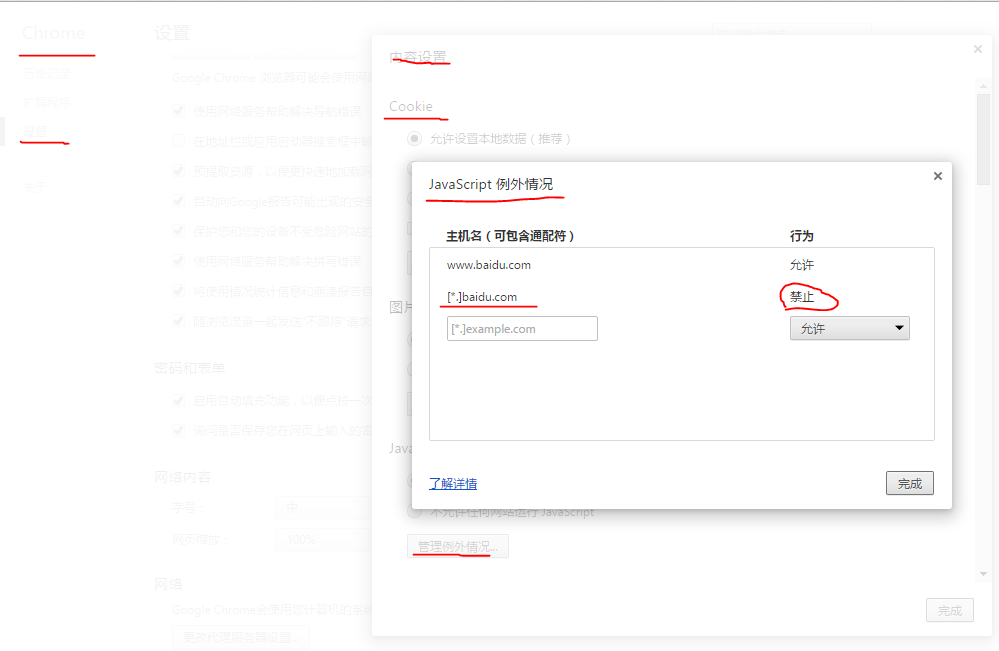 Chrome
设置
历史记录
扩展程序
设置
关于
Google Chrome 浏览器可能会使用网
使用网络服务帮助解决导航错误
在地址栏或应用启动器搜索框中输
预提取资源，以便更快速地加载网
自动向Google报告可能出现的安全
保护您和您的设备不受危险网站的
使用网络服务帮助解决拼写错误
将使用情况统计信息和崩溃报告自
随浏览流量一起发送“不跟踪”请求
密码和表单
启用自动填充功能，以便点按一次
询问是否保存您在网页上输入的密
网络内容
字号：
中
网页缩放：
100%
网络
Google Chrome会使用您计算机的系统
更改代理服务器设置...
内容设置
Cookie
允许设置本地数据（推荐）
图片
Java
不允许任何网站运行 JavaScript
管理例外情况...
完成
JavaScript 例外情况
主机名（可包含通配符） 行为
www.baidu.com 允许
[*.]baidu.com 禁止
[*.]example.com 允许
了解详情
完成